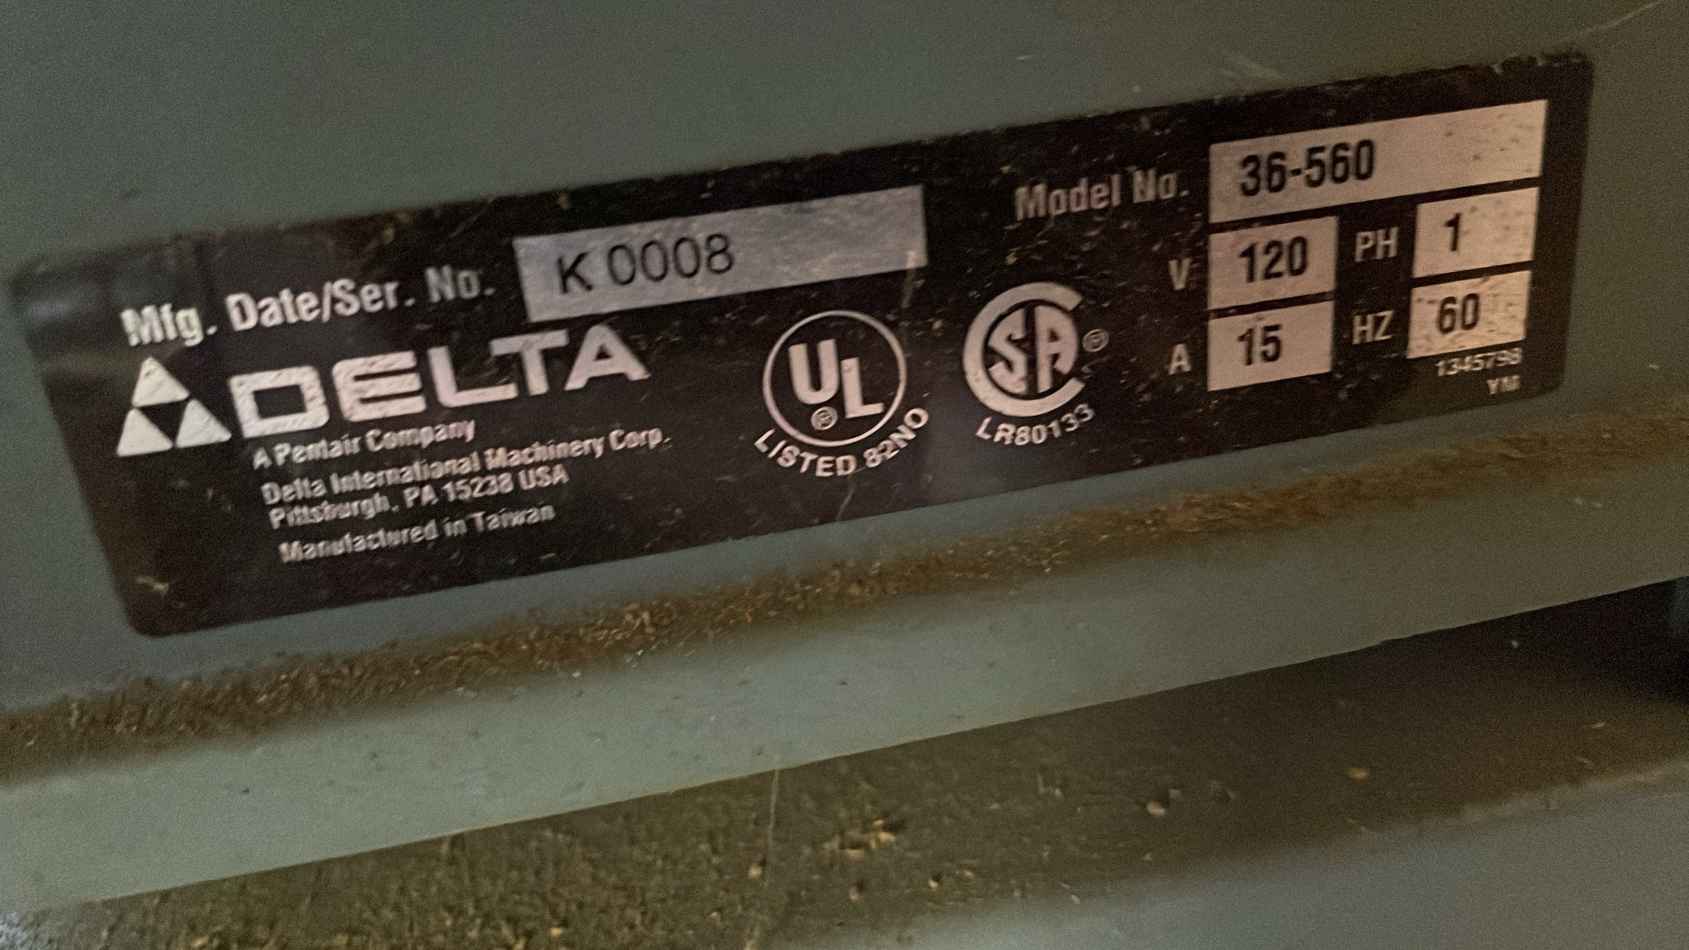 Mfg. Date/Ser. No. K 0008
DELTA
A Pentair Company
Delta International Machinery Corp.
Pittsburgh, PA 15238 USA
Manufactured in Taiwan
UL ®
LISTED 82NO
SA ®
LR80133
Model No. 36-560
V 120 PH 1
A 15 HZ 60
1345798
YM